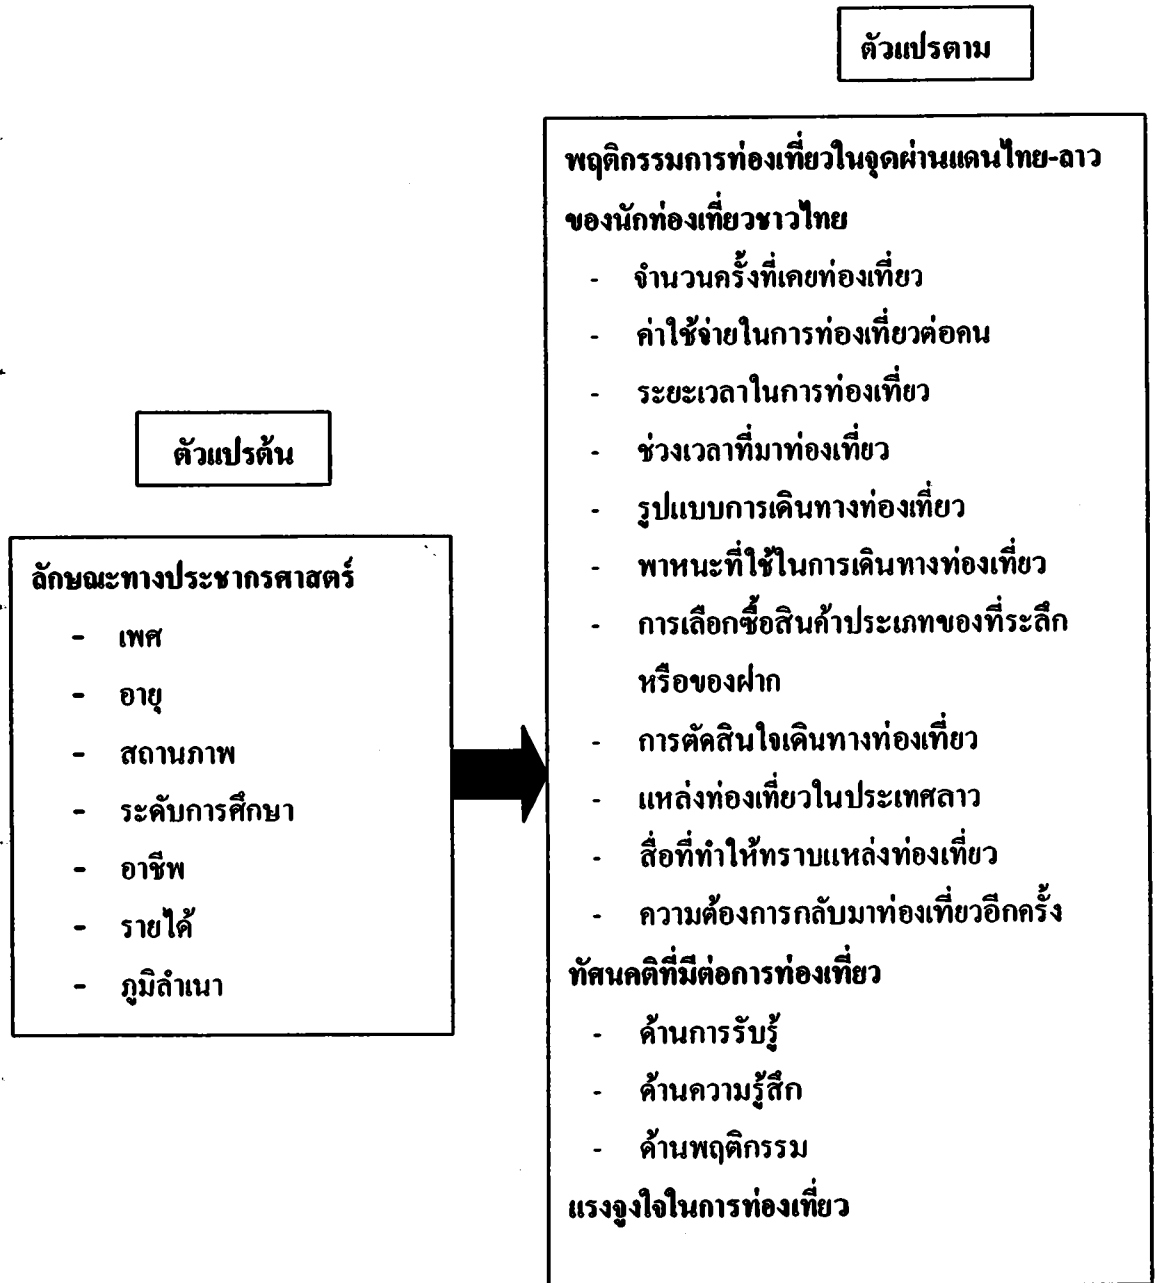 ตัวแปรตาม
พฤติกรรมการท่องเที่ยวในจุดผ่านแดนไทย-ลาว
ของนักท่องเที่ยวชาวไทย
- จำนวนครั้งที่เคยท่องเที่ยว
- ค่าใช้จ่ายในการท่องเที่ยวต่อคน
- ระยะเวลาในการท่องเที่ยว
- ช่วงเวลาที่มาท่องเที่ยว
- รูปแบบการเดินทางท่องเที่ยว
- พาหนะที่ใช้ในการเดินทางท่องเที่ยว
- การเลือกซื้อสินค้าประเภทของที่ระลึก
หรือของฝาก
- การตัดสินใจเดินทางท่องเที่ยว
- แหล่งท่องเที่ยวในประเทศลาว
- สื่อที่ทำให้ทราบแหล่งท่องเที่ยว
- ความต้องการกลับมาท่องเที่ยวอีกครั้ง
ทัศนคติที่มีต่อการท่องเที่ยว
- ด้านการรับรู้
- ด้านความรู้สึก
- ด้านพฤติกรรม
แรงจูงใจในการท่องเที่ยว
ตัวแปรต้น
ลักษณะทางประชากรศาสตร์
- เพศ
- อายุ
- สถานภาพ
- ระดับการศึกษา
- อาชีพ
- รายได้
- ภูมิลำเนา